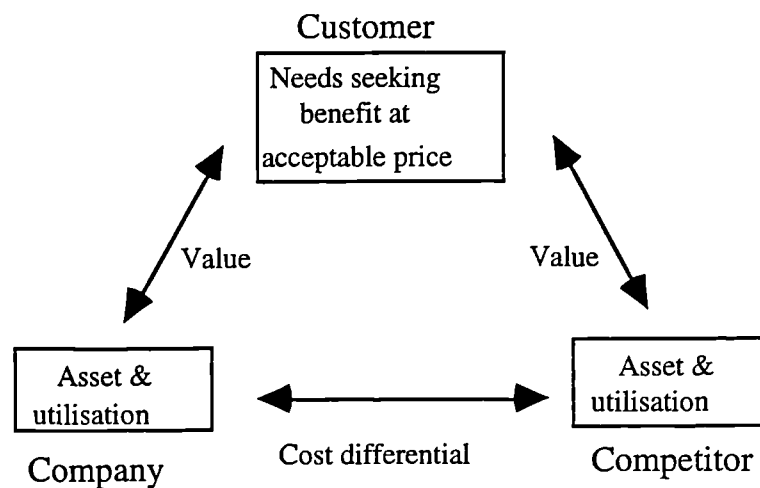 Customer
Needs seeking
benefit at
acceptable price
Value
Value
Asset &
utilisation
Asset &
utilisation
Cost differential
Company
Competitor